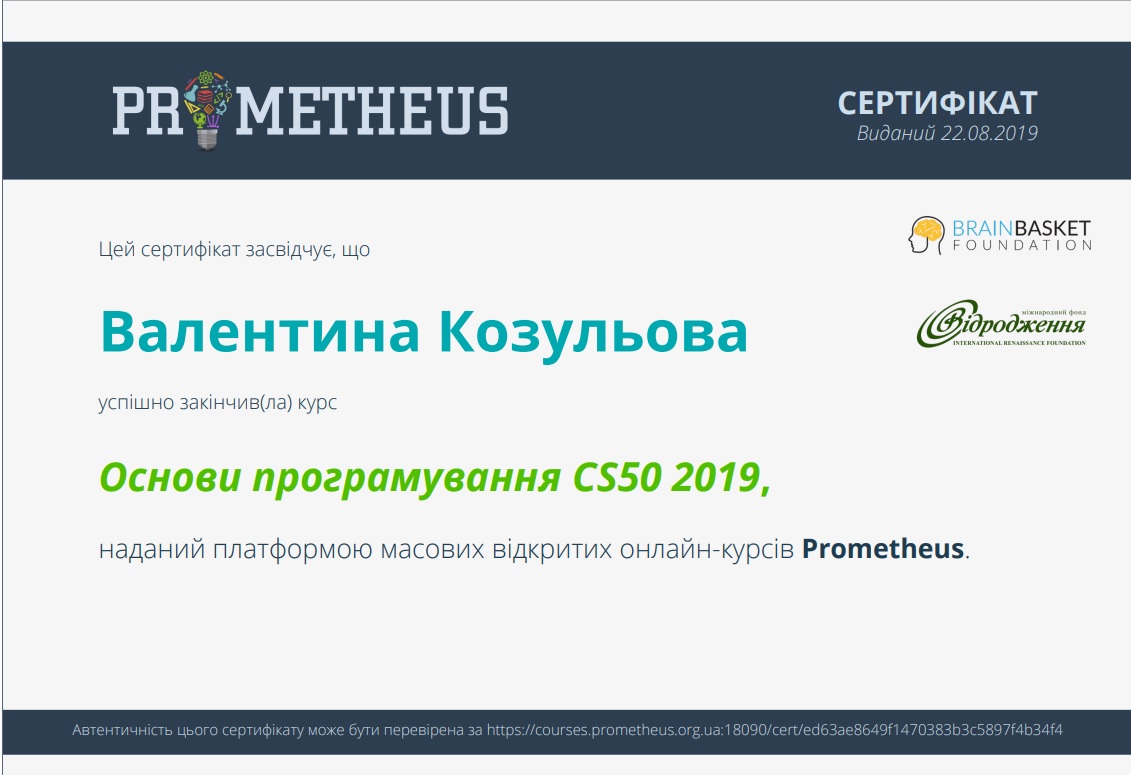 PROMETHEUS
СЕРТИФІКАТ
Виданий 22.08.2019
BRAINBASKET
FOUNDATION
Цей сертифікат засвідчує, що
міжнародний фонд
Відродження
INTERNATIONAL RENAISSANCE FOUNDATION
Валентина Козульова
успішно закінчив(ла) курс
Основи програмування CS50 2019,
наданий платформою масових відкритих онлайн-курсів Prometheus.
Автентичність цього сертифікату може бути перевірена за https://courses.prometheus.org.ua:18090/cert/ed63ae8649f1470383b3c5897f4b34f4